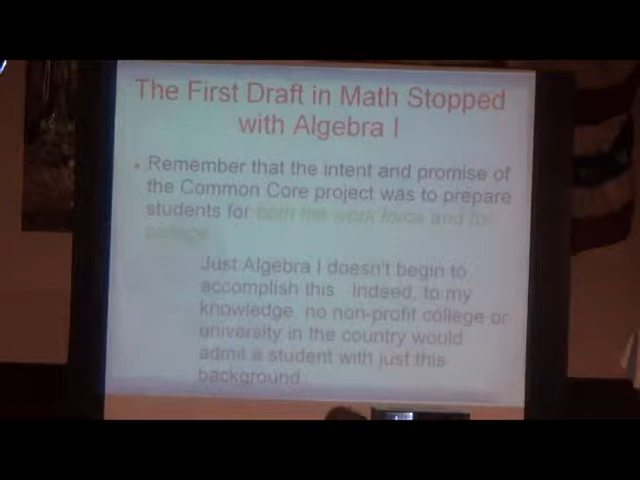 The First Draft in Math Stopped
with Algebra I
• Remember that the intent and promise of
the Common Core project was to prepare
students for both the work force and for
college.
Just Algebra I doesn't begin to
accomplish this. Indeed, to my
knowledge, no non-profit college or
university in the country would
admit a student with just this
background.